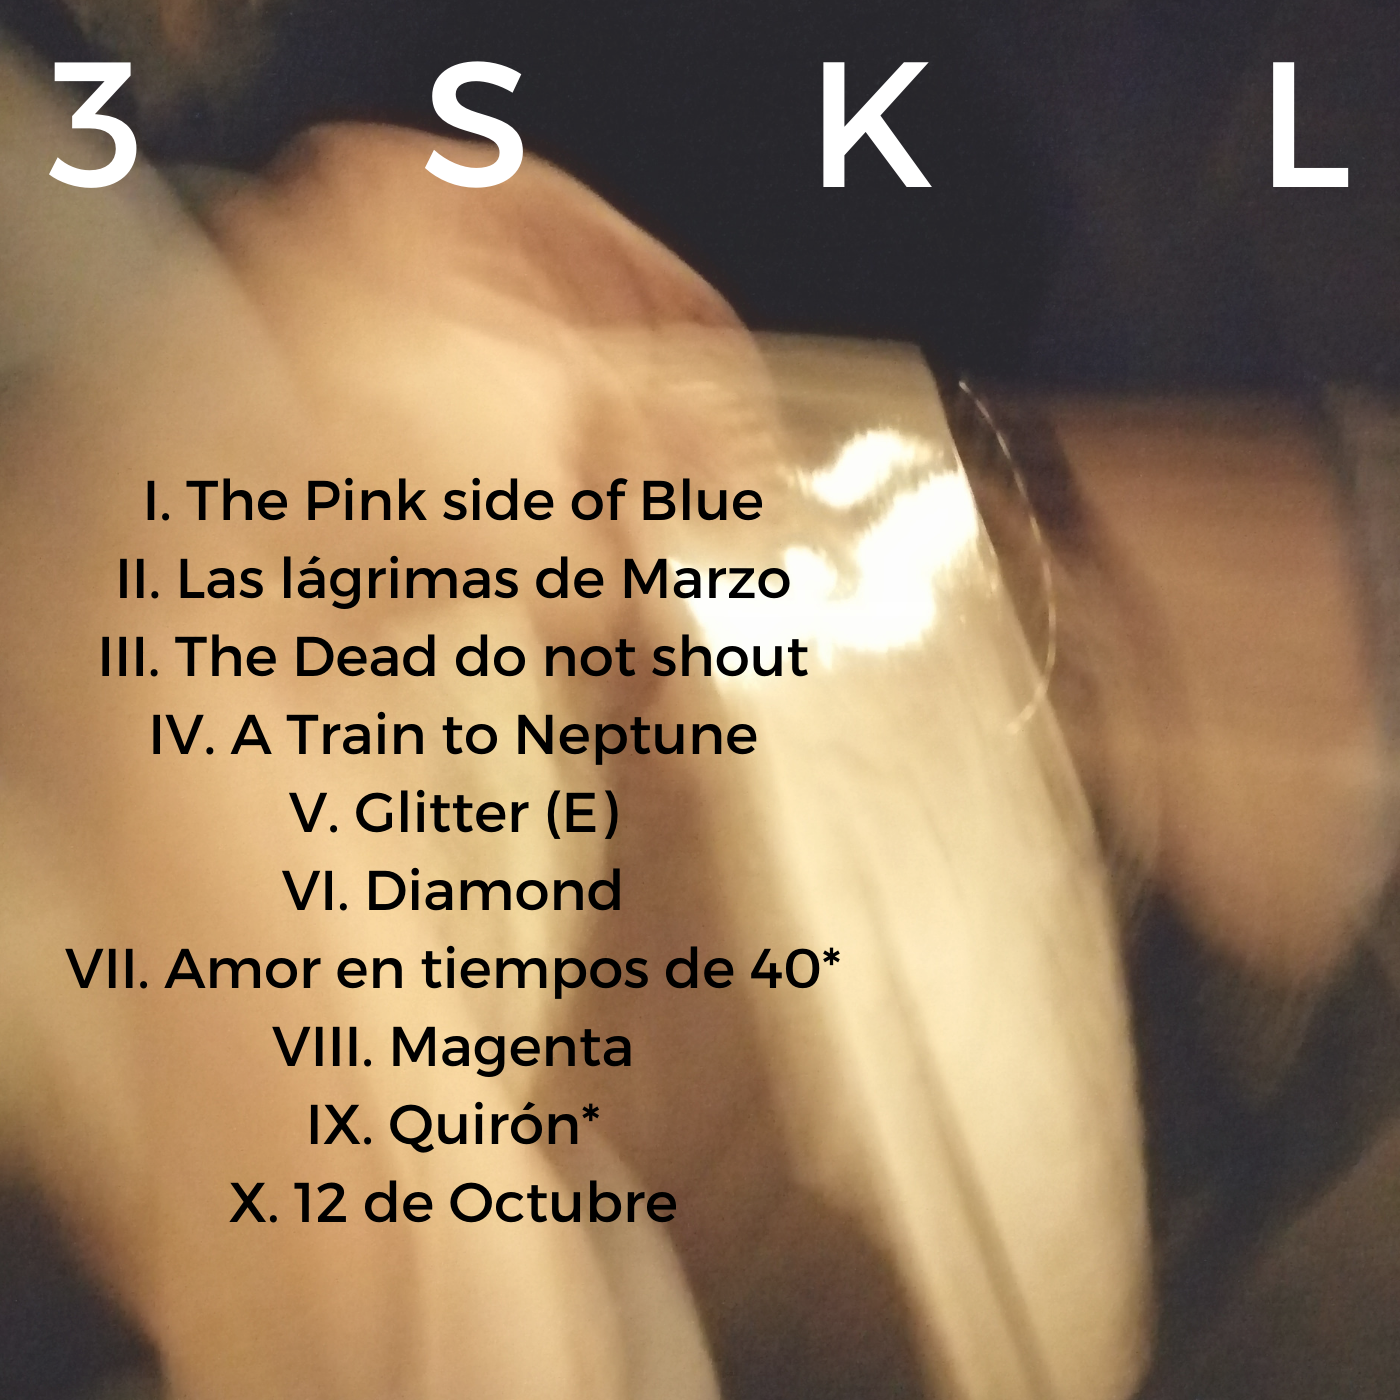 3 S K L
I. The Pink side of Blue
II. Las lágrimas de Marzo
III. The Dead do not shout
IV. A Train to Neptune
V. Glitter (E)
VI. Diamond
VII. Amor en tiempos de 40*
VIII. Magenta
IX. Quirón*
X. 12 de Octubre